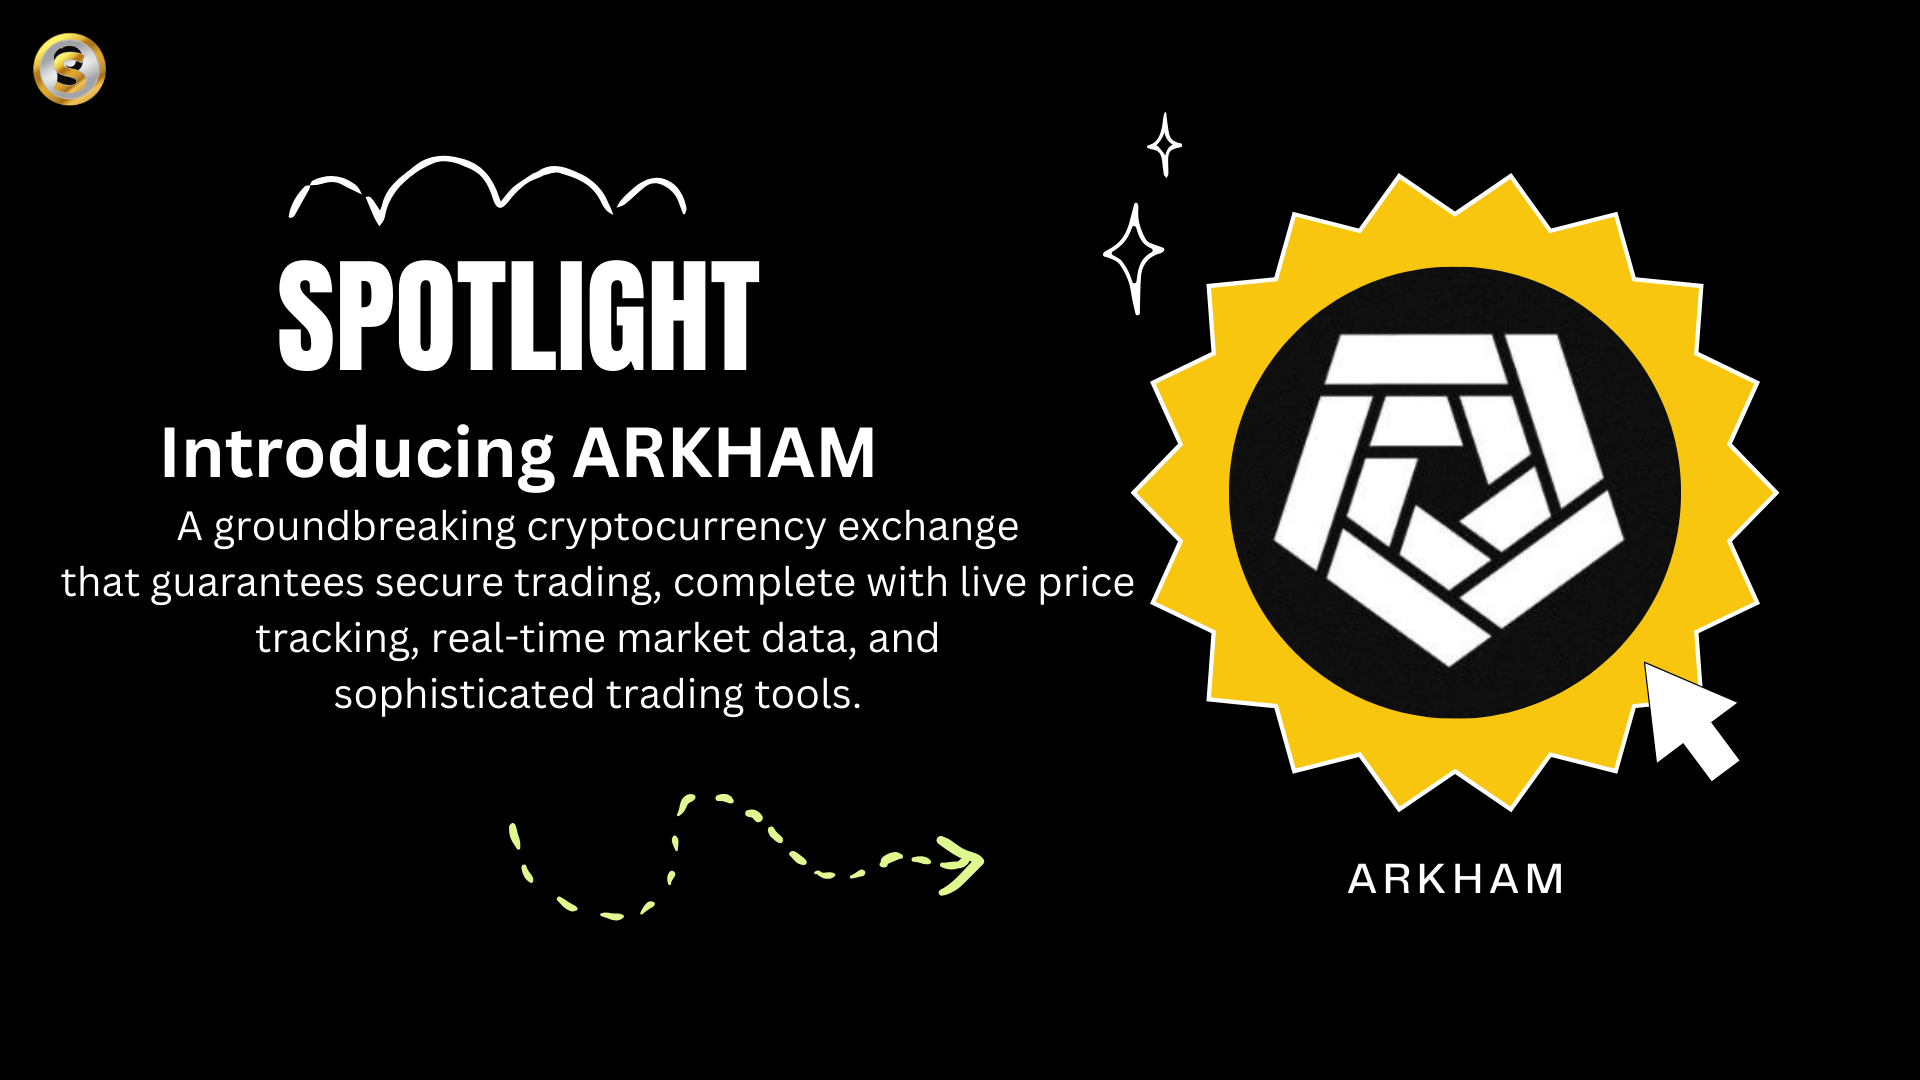 S
SPOTLIGHT
Introducing ARKHAM
A groundbreaking cryptocurrency exchange
that guarantees secure trading, complete with live price
tracking, real-time market data, and
sophisticated trading tools.
ARKHAM